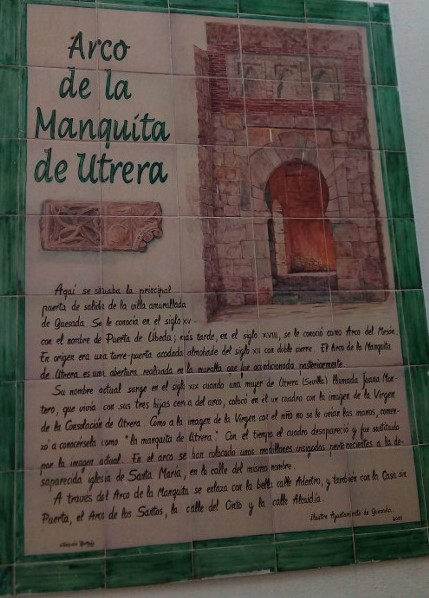 Arco
de la
Manquita
de Utrera
Aquí se situaba la principal
puerta de salida de la villa amurallada
de Quesada. Se le conocía en el siglo XV
con el nombre de Puerta de Úbeda; más tarde, en el siglo XVIII, se le conoció como Arco del Mesón.
En origen era una torre-puerta acodada almohade del siglo XII con doble cierre. El Arco de la Manquita
de Utrera es una abertura realizada en la muralla que fue acondicionada posteriormente.
Su nombre actual surge en el siglo XIX cuando una mujer de Utrera (Sevilla) llamada Juana Mon-
tero, que vivía con sus tres hijas cerca del arco, colocó en él un cuadro con la imagen de la Virgen
de la Consolación de Utrera. Como a la imagen de la Virgen con el niño no se le veían las manos, comen-
zó a conocérsela como "la manquita de Utrera". Con el tiempo el cuadro desapareció y fue sustituido
por la imagen actual. En el arco se han colocado unos modillones visigodos pertenecientes a la de-
saparecida iglesia de Santa María, en la calle del mismo nombre.
A través del Arco de la Manquita se enlaza con la bella calle Adentro, y también con la Casa sin
Puerta, el Arco de los Santos, la calle del Cinto y la calle Alcaidía.
Ilustre Ayuntamiento de Quesada